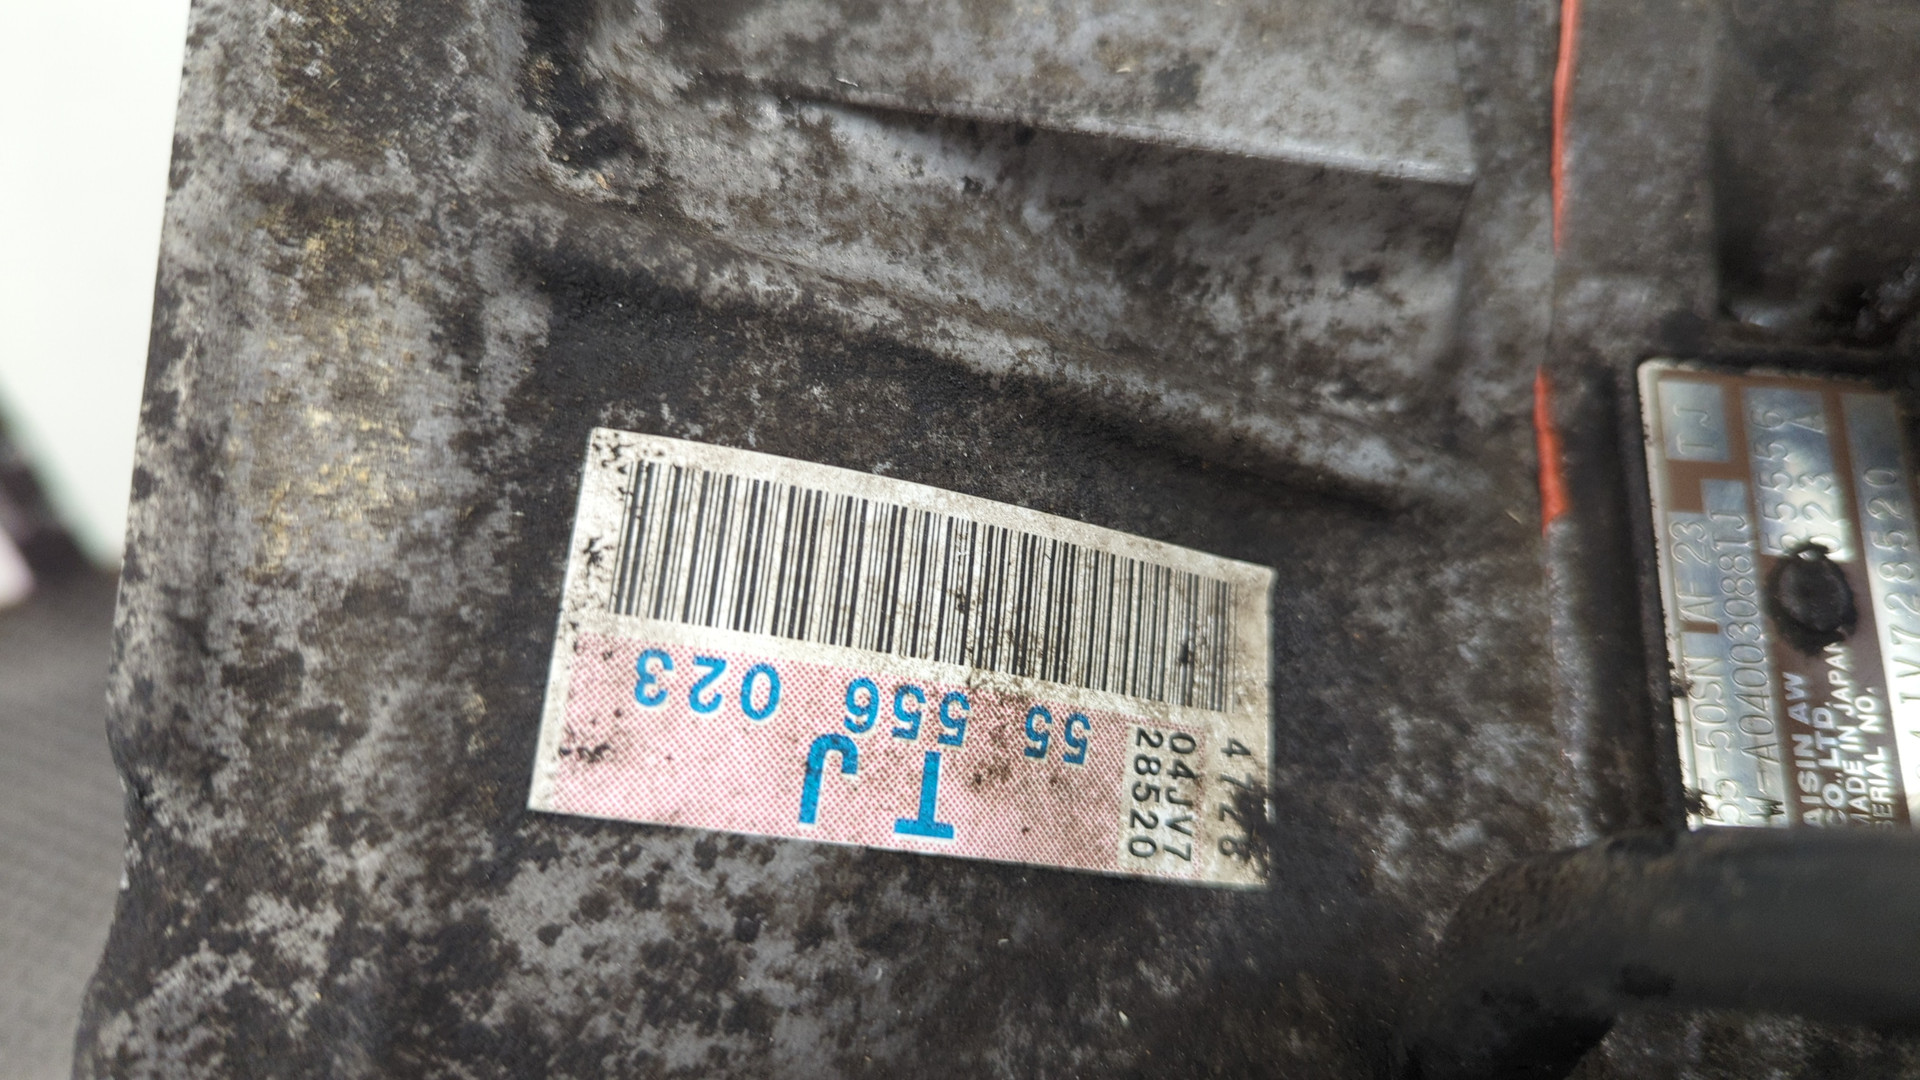 55 556 023
TJ
4728
04JV7
28520
TJ
55-50SN AF 23
55556
023 A
AISIN AW
CO.,LTD.
MADE IN JAPAN
SERIAL NO.